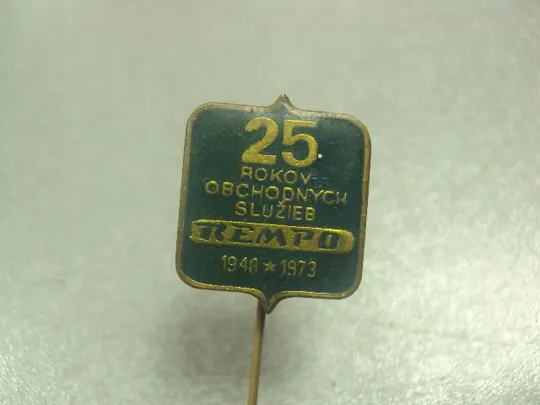 25
ROKOV
OBCHODNÝCH
SLUŽIEB
REMPO
1948 ★ 1973